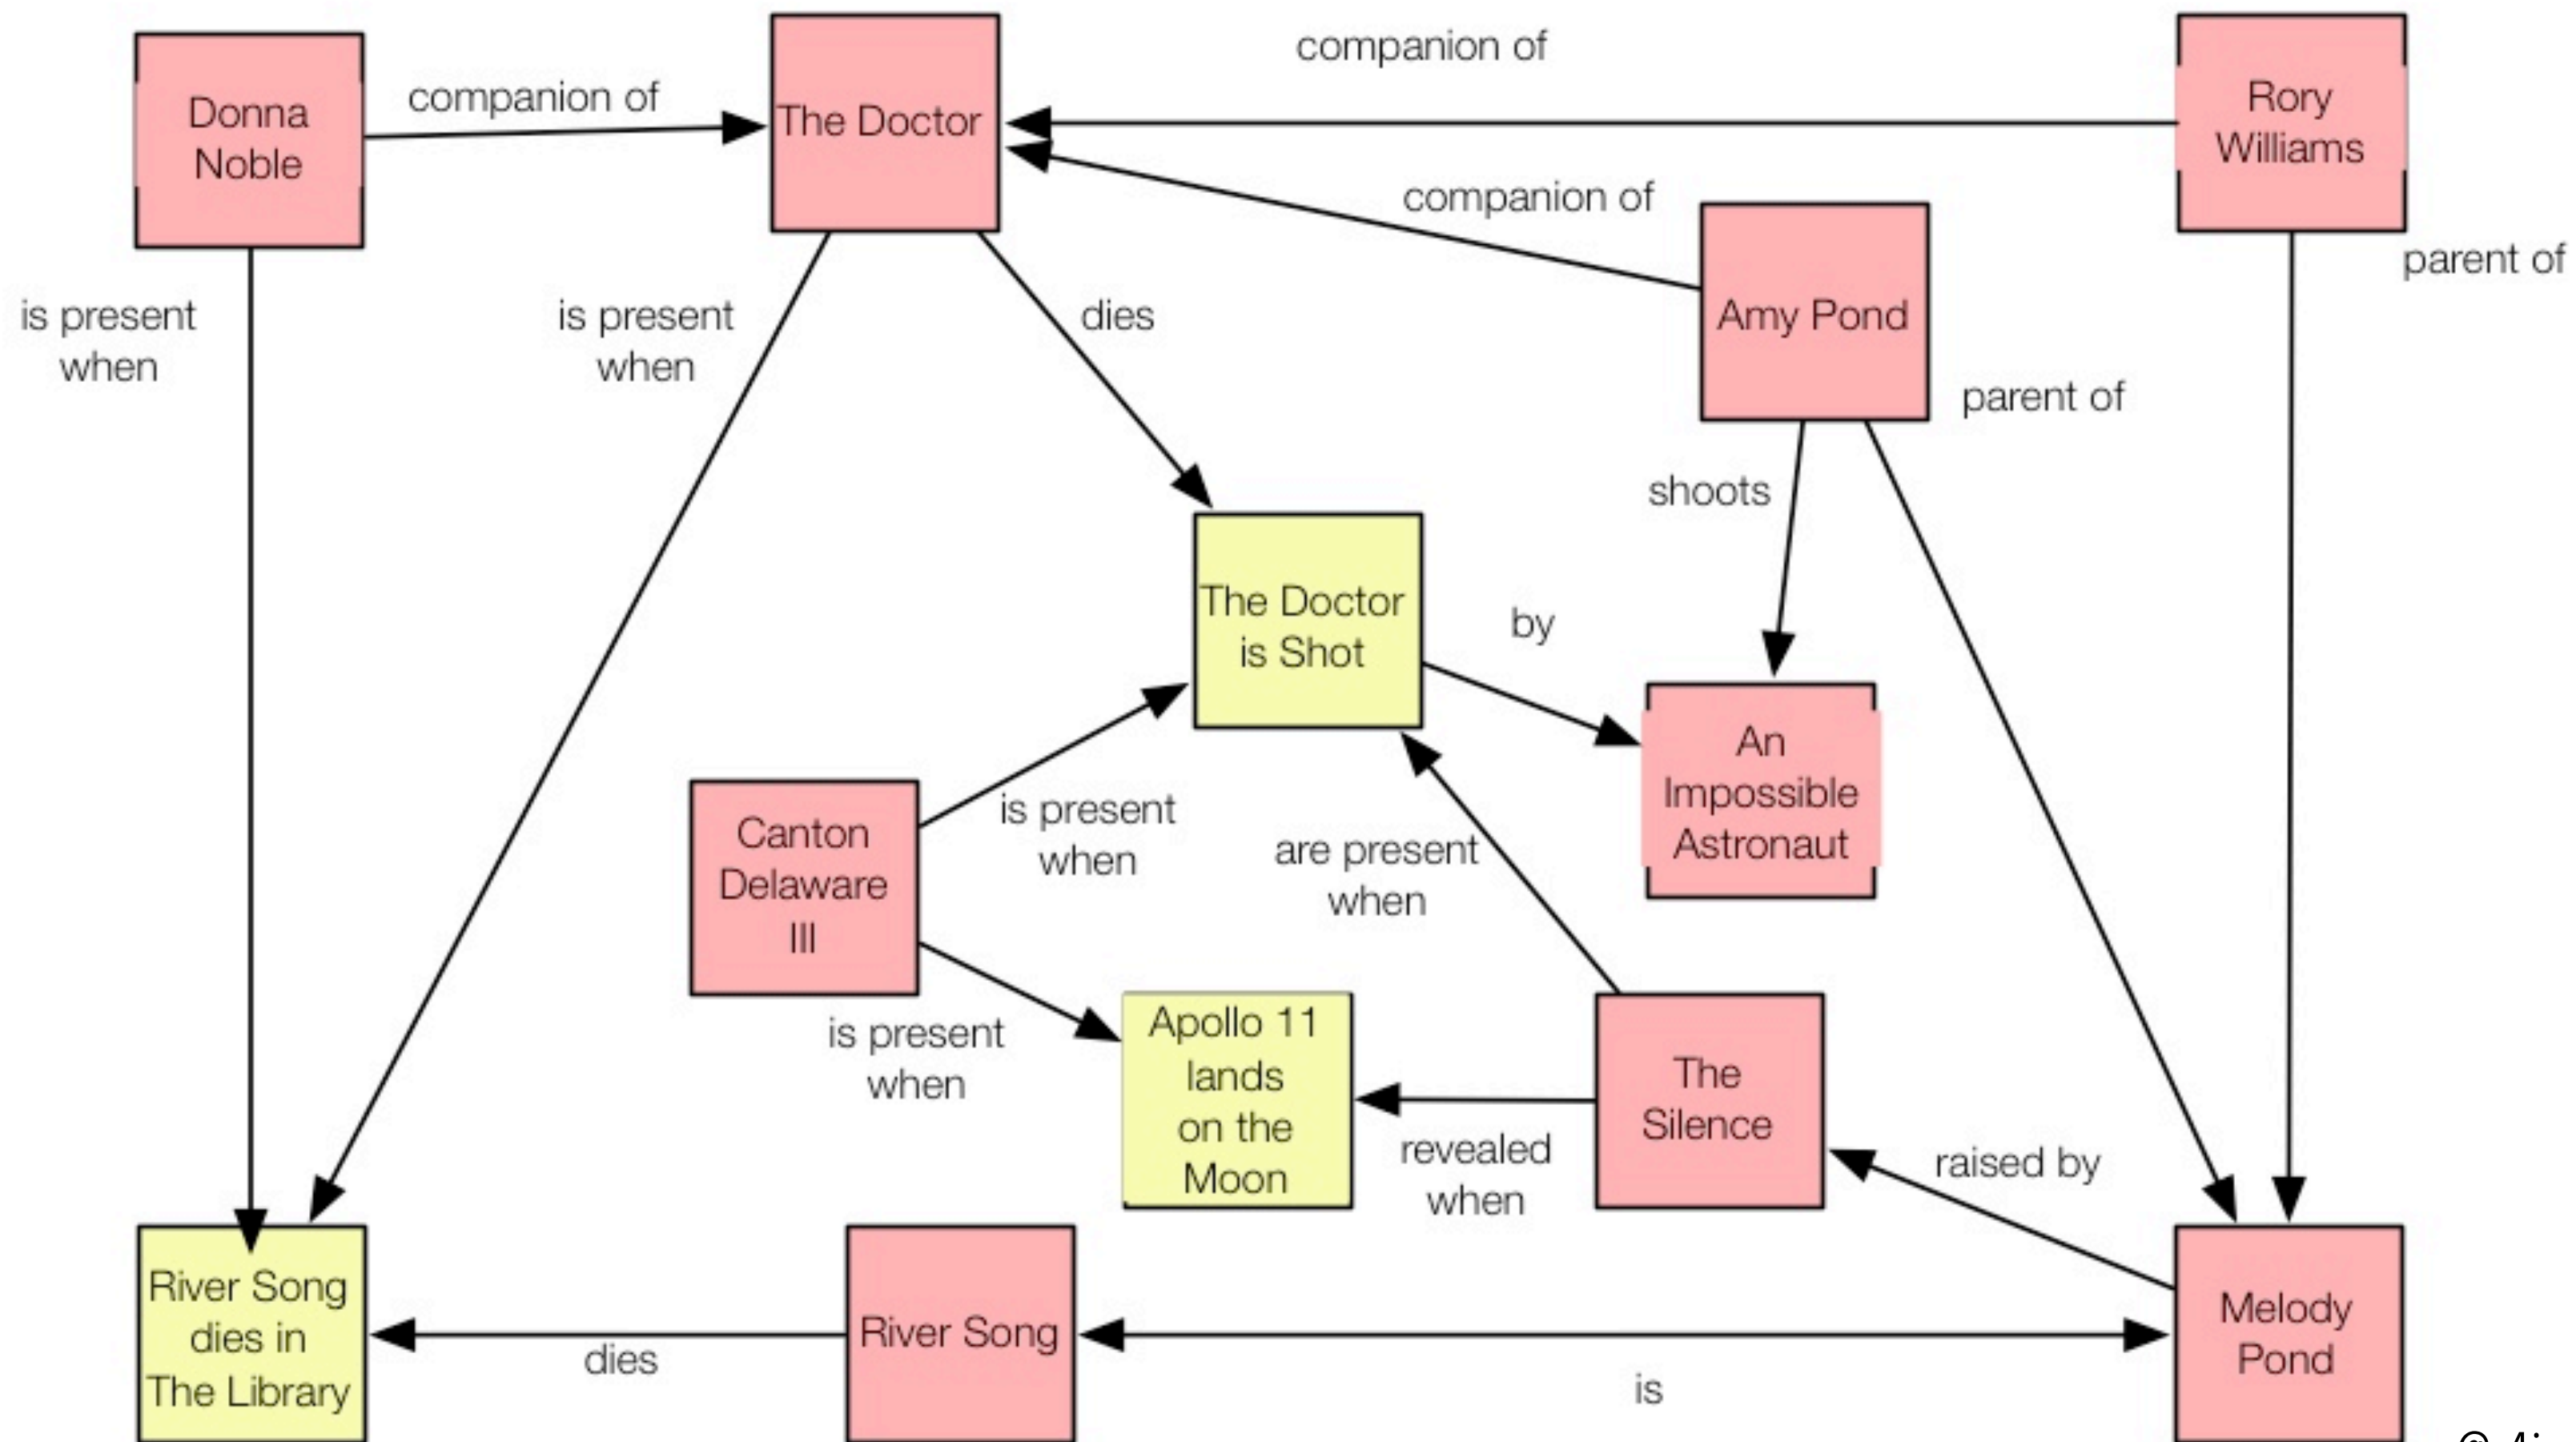 companion of
Donna
Noble
companion of
The Doctor
Rory
Williams
companion of
parent of
is present
when
is present
when
dies
Amy Pond
parent of
shoots
The Doctor
is Shot
by
An
Impossible
Astronaut
Canton
Delaware
III
is present
when
are present
when
is present
when
Apollo 11
lands
on the
Moon
The
Silence
revealed
when
raised by
River Song
dies in
The Library
dies
River Song
is
Melody
Pond